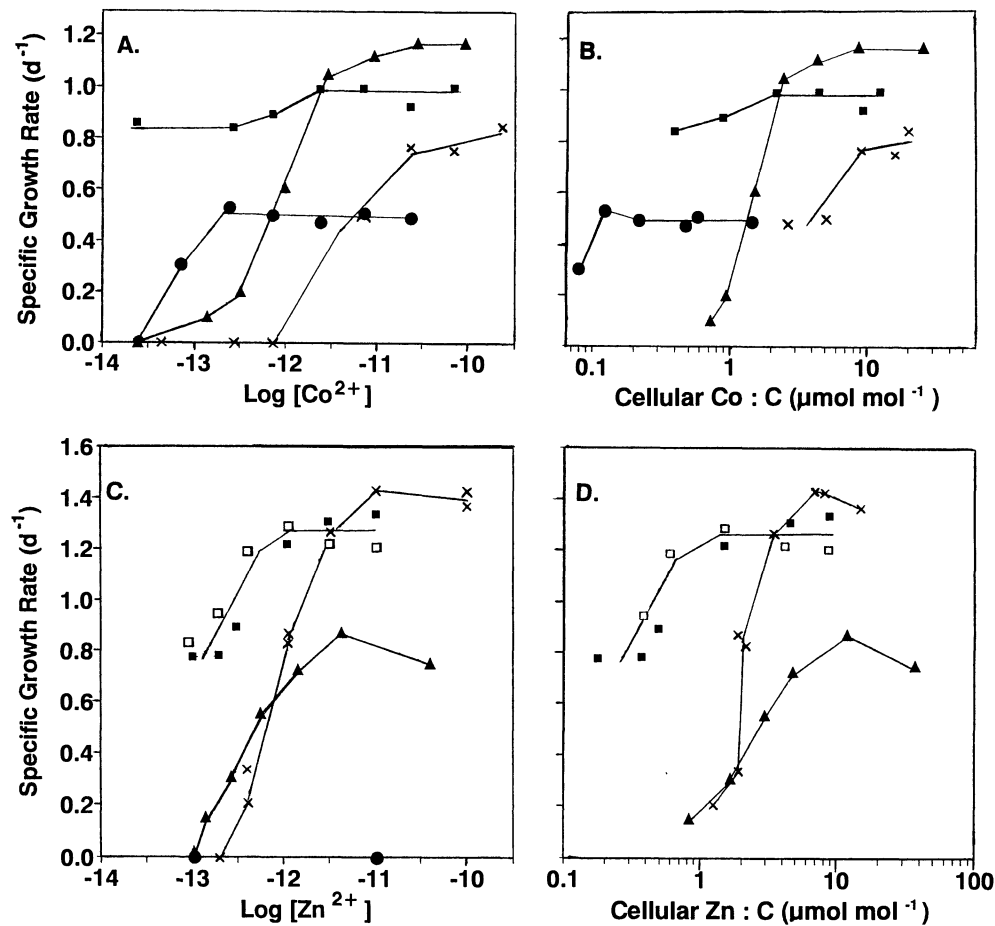 A.
B.
Specific Growth Rate (d⁻¹)
1.2
1.0
0.8
0.6
0.4
0.2
0.0
-14 -13 -12 -11 -10
0.1 1 10
Log [Co²⁺]
Cellular Co : C (µmol mol⁻¹)
C.
D.
Specific Growth Rate (d⁻¹)
1.6
1.4
1.2
1.0
0.8
0.6
0.4
0.2
0.0
-14 -13 -12 -11 -10
0.1 1 10 100
Log [Zn²⁺]
Cellular Zn : C (µmol mol⁻¹)